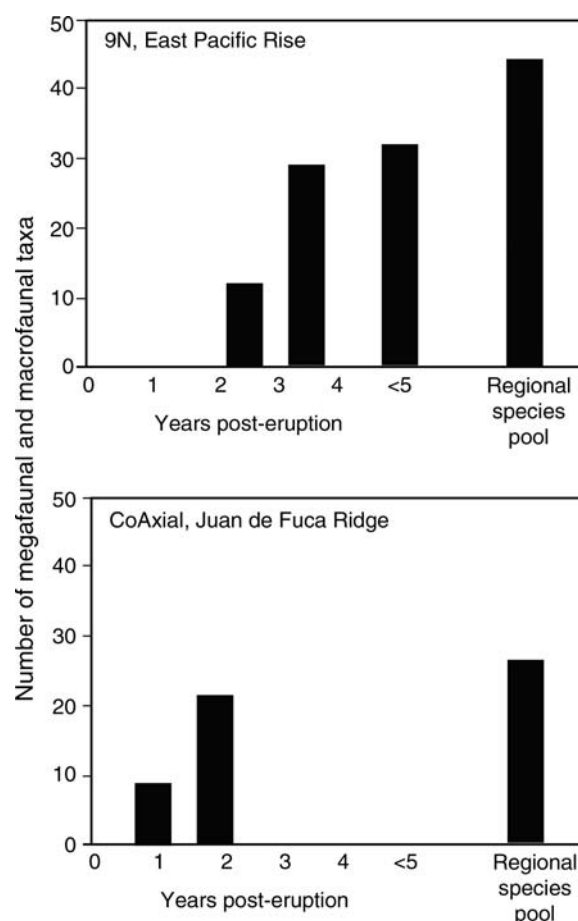 Number of megafaunal and macrofaunal taxa
9N, East Pacific Rise
50
40
30
20
10
0
0 1 2 3 4 <5 Regional
species
pool
Years post-eruption
CoAxial, Juan de Fuca Ridge
50
40
30
20
10
0
0 1 2 3 4 <5 Regional
species
pool
Years post-eruption